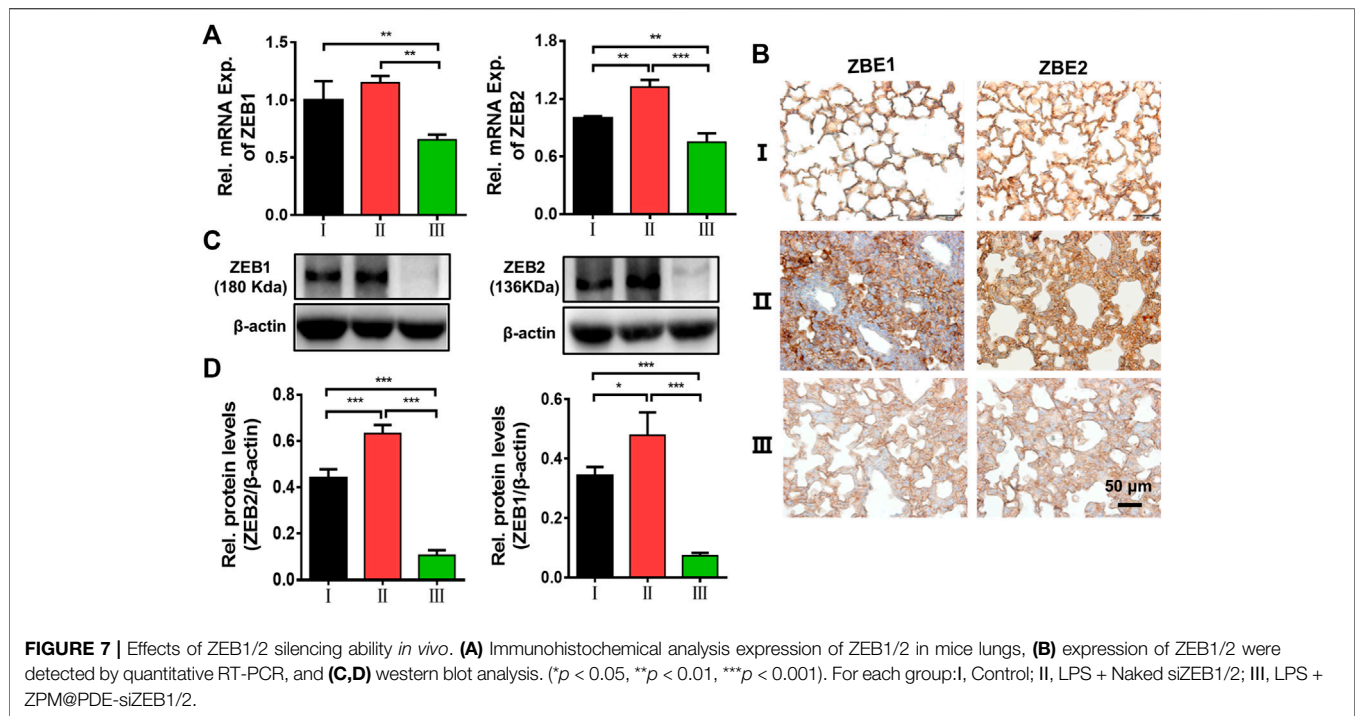 A
B
ZBE1
ZBE2
Rel. mRNA Exp.
of ZEB1
1.5
1.0
0.5
0.0
**
**
I
II
III
Rel. mRNA Exp.
of ZEB2
1.8
1.2
0.6
0.0
**
**
***
I
II
III
I
II
III
50 μm
C
ZEB1
(180 Kda)
β-actin
ZEB2
(136KDa)
β-actin
D
Rel. protein levels
(ZEB2/β-actin)
0.8
0.6
0.4
0.2
0.0
***
***
***
I
II
III
Rel. protein levels
(ZEB1/β-actin)
0.6
0.4
0.2
0.0
***
*
***
I
II
III
FIGURE 7 | Effects of ZEB1/2 silencing ability in vivo. (A) Immunohistochemical analysis expression of ZEB1/2 in mice lungs, (B) expression of ZEB1/2 were
detected by quantitative RT-PCR, and (C,D) western blot analysis. (*p < 0.05, **p < 0.01, ***p < 0.001). For each group:I, Control; II, LPS + Naked siZEB1/2; III, LPS +
ZPM@PDE-siZEB1/2.